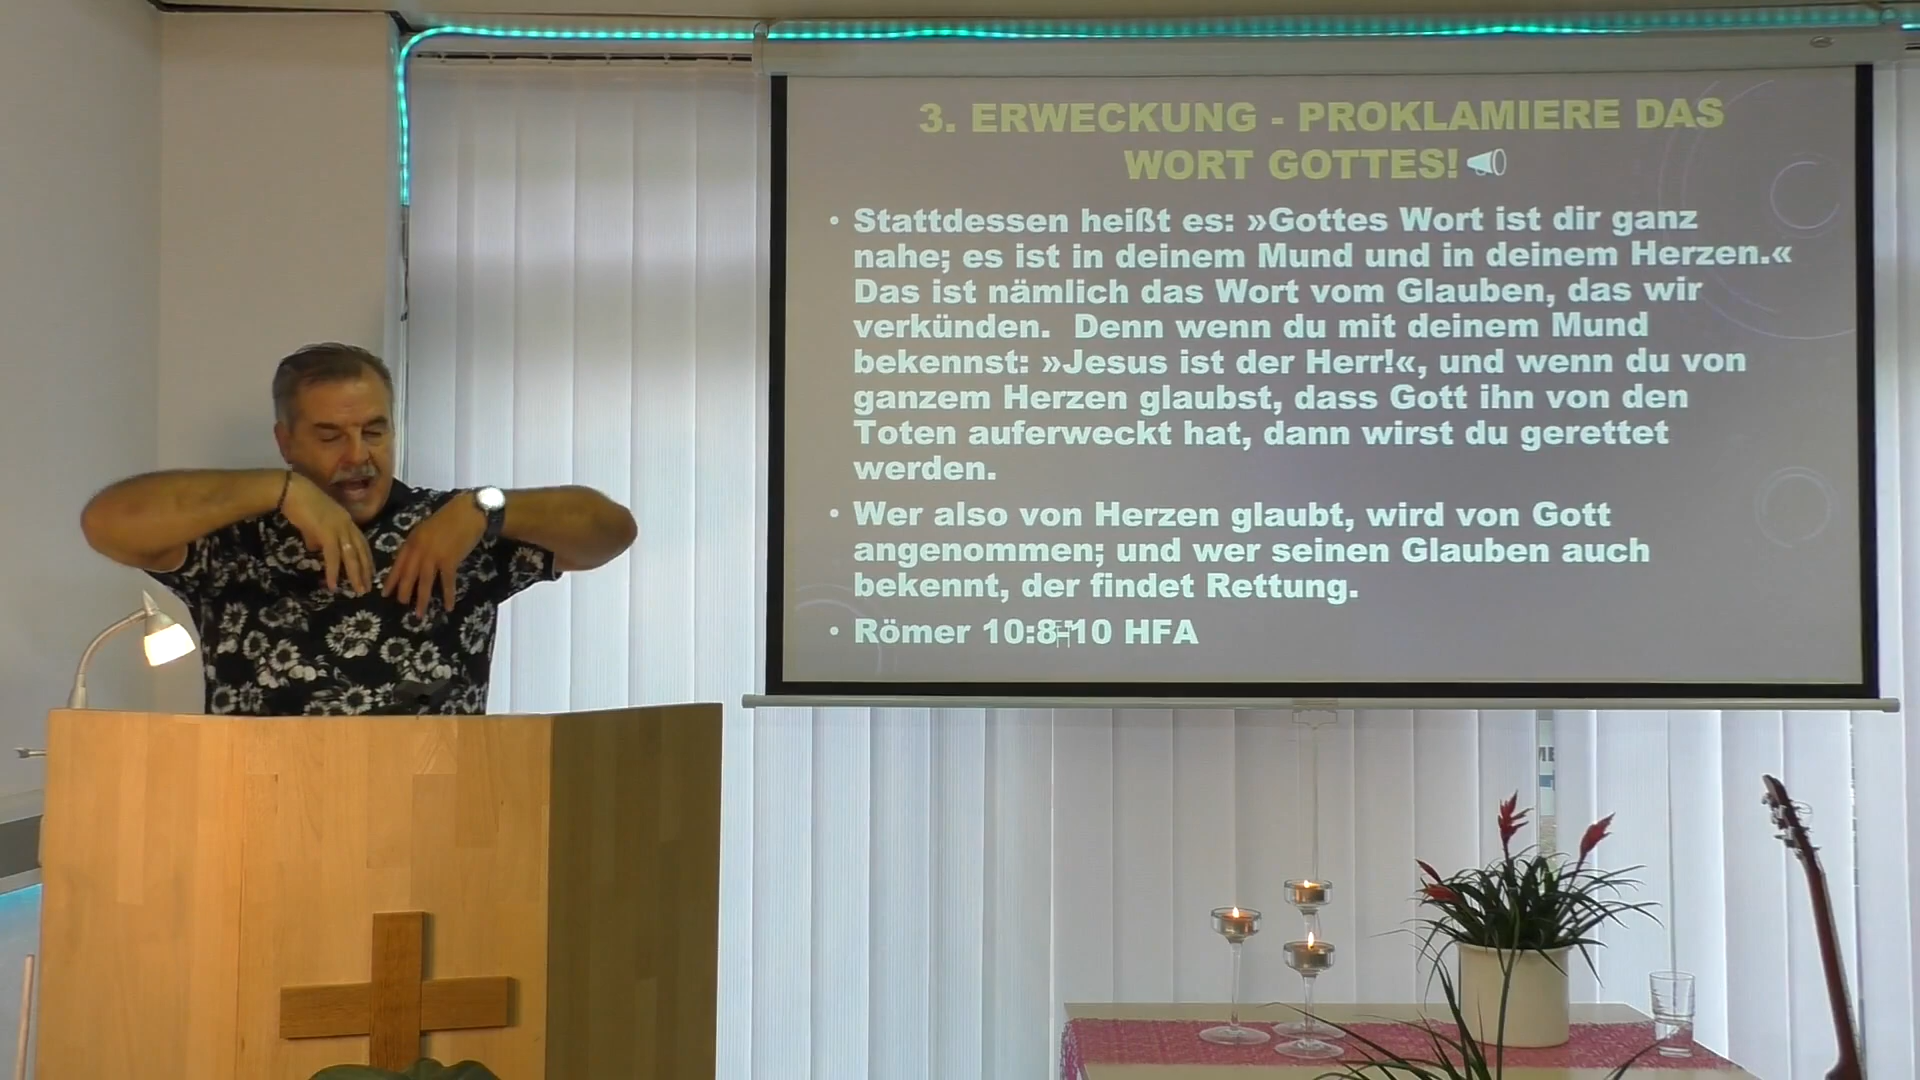 3. ERWECKUNG - PROKLAMIERE DAS
WORT GOTTES!
• Stattdessen heißt es: »Gottes Wort ist dir ganz
nahe; es ist in deinem Mund und in deinem Herzen.«
Das ist nämlich das Wort vom Glauben, das wir
verkünden.  Denn wenn du mit deinem Mund
bekennst: »Jesus ist der Herr!«, und wenn du von
ganzem Herzen glaubst, dass Gott ihn von den
Toten auferweckt hat, dann wirst du gerettet
werden.
• Wer also von Herzen glaubt, wird von Gott
angenommen; und wer seinen Glauben auch
bekennt, der findet Rettung.
• Römer 10:8-10 HFA